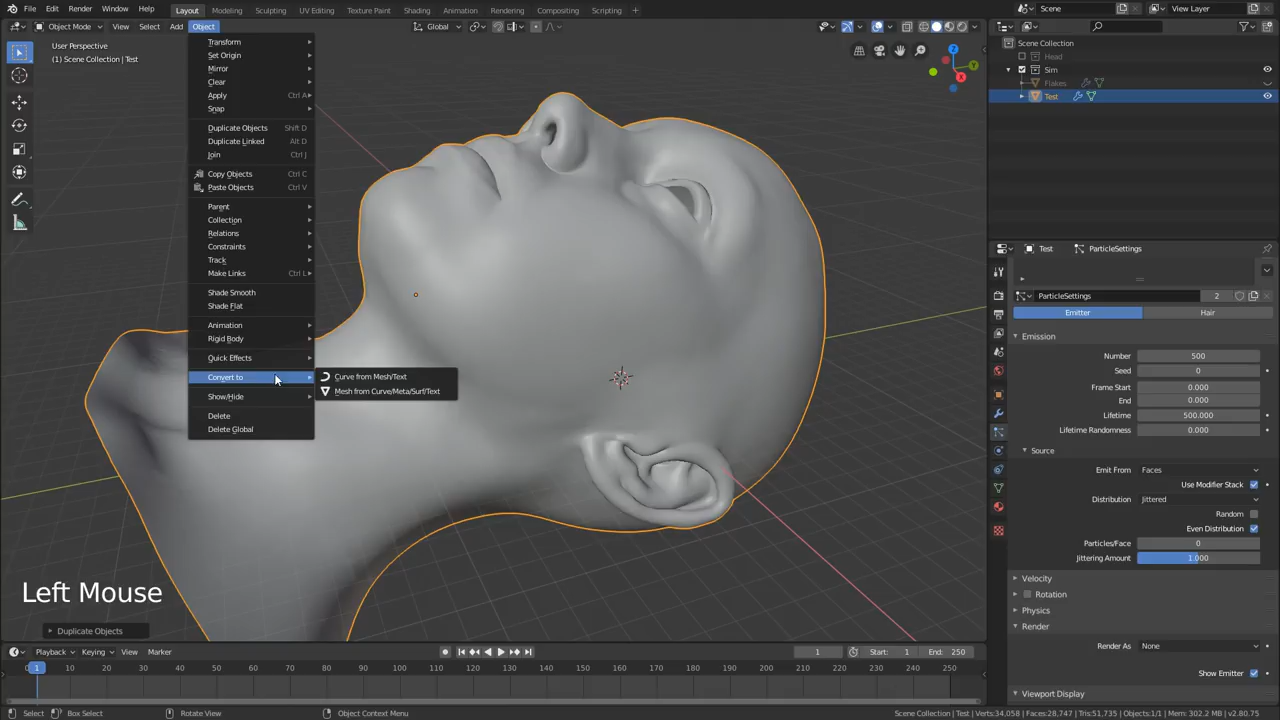 File Edit Render Window Help Layout Modeling Sculpting UV Editing Texture Paint Shading Animation Rendering Compositing Scripting + Scene View Layer
Object Mode View Select Add Object Global
User Perspective
(1) Scene Collection | Test
Transform
Set Origin
Mirror
Clear
Apply Ctrl A
Snap
Duplicate Objects Shift D
Duplicate Linked Alt D
Join Ctrl J
Copy Objects Ctrl C
Paste Objects Ctrl V
Parent
Collection
Relations
Constraints
Track
Make Links Ctrl L
Shade Smooth
Shade Flat
Animation
Rigid Body
Quick Effects
Convert to
Show/Hide
Delete
Delete Global
Curve from Mesh/Text
Mesh from Curve/Meta/Surf/Text
Z
Y
X
Left Mouse
Duplicate Objects
Scene Collection
Head
Sim
Flakes
Test
Test ParticleSettings
ParticleSettings 2
Emitter Hair
Emission
Number 500
Seed 0
Frame Start 0.000
End 0.000
Lifetime 500.000
Lifetime Randomness 0.000
Source
Emit From Faces
Use Modifier Stack
Distribution Jittered
Random
Even Distribution
Particles/Face 0
Jittering Amount 1.000
Velocity
Rotation
Physics
Render
Render As None
Show Emitter
Viewport Display
Playback Keying View Marker 1 Start: 1 End: 250
0 1 10 20 30 40 50 60 70 80 90 100 110 120 130 140 150 160 170 180 190 200 210 220 230 240 250
Select Box Select Rotate View Object Context Menu Scene Collection | Test | Verts:34,058 | Faces:28,747 | Tris:51,735 | Objects:1/1 | Mem: 302.2 MB | v2.80.75